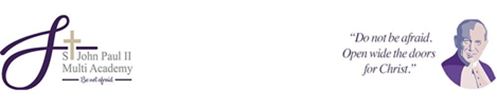 St John Paul II
Multi Academy
Be not afraid
“Do not be afraid.
Open wide the doors
for Christ.”